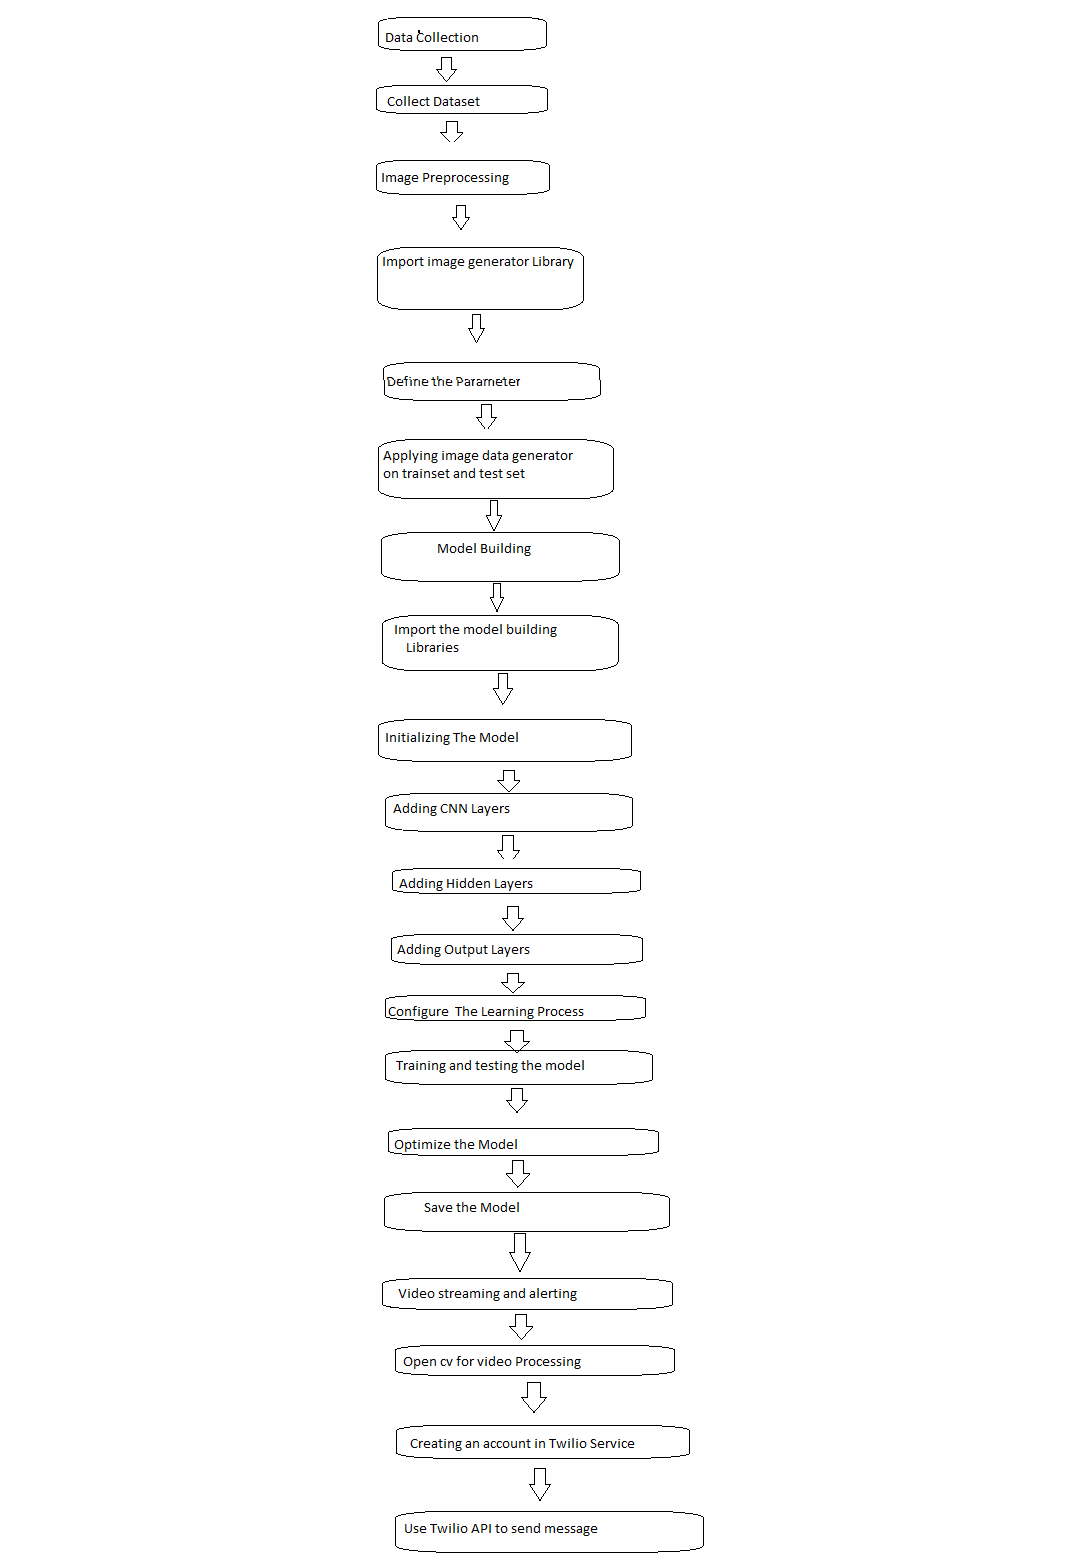 Data Collection
Collect Dataset
Image Preprocessing
Import image generator Library
Define the Parameter
Applying image data generator
on trainset and test set
Model Building
Import the model building
Libraries
Initializing The Model
Adding CNN Layers
Adding Hidden Layers
Adding Output Layers
Configure The Learning Process
Training and testing the model
Optimize the Model
Save the Model
Video streaming and alerting
Open cv for video Processing
Creating an account in Twilio Service
Use Twilio API to send message